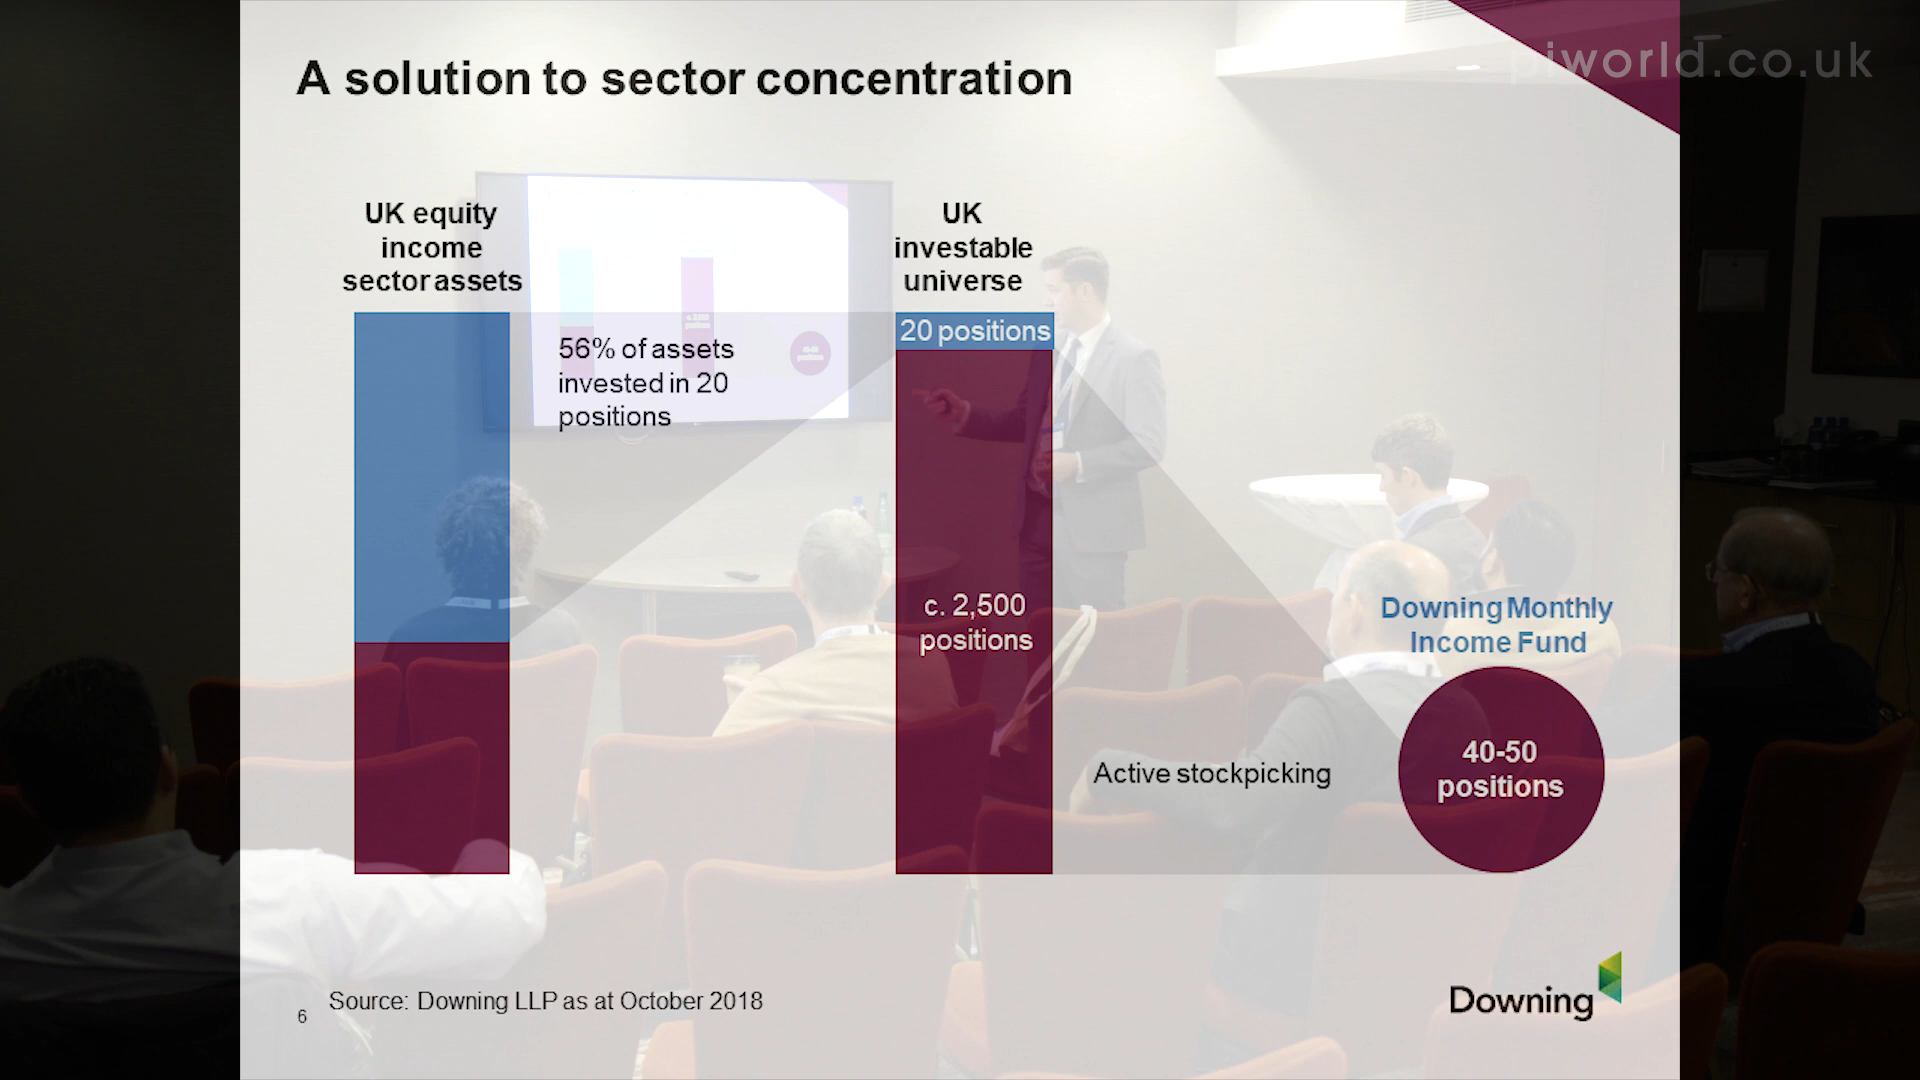 piworld.co.uk
A solution to sector concentration
UK equity
income
sector assets
UK
investable
universe
20 positions
56% of assets
invested in 20
positions
c. 2,500
positions
Downing Monthly
Income Fund
40-50
positions
Active stockpicking
Source: Downing LLP as at October 2018
6
Downing